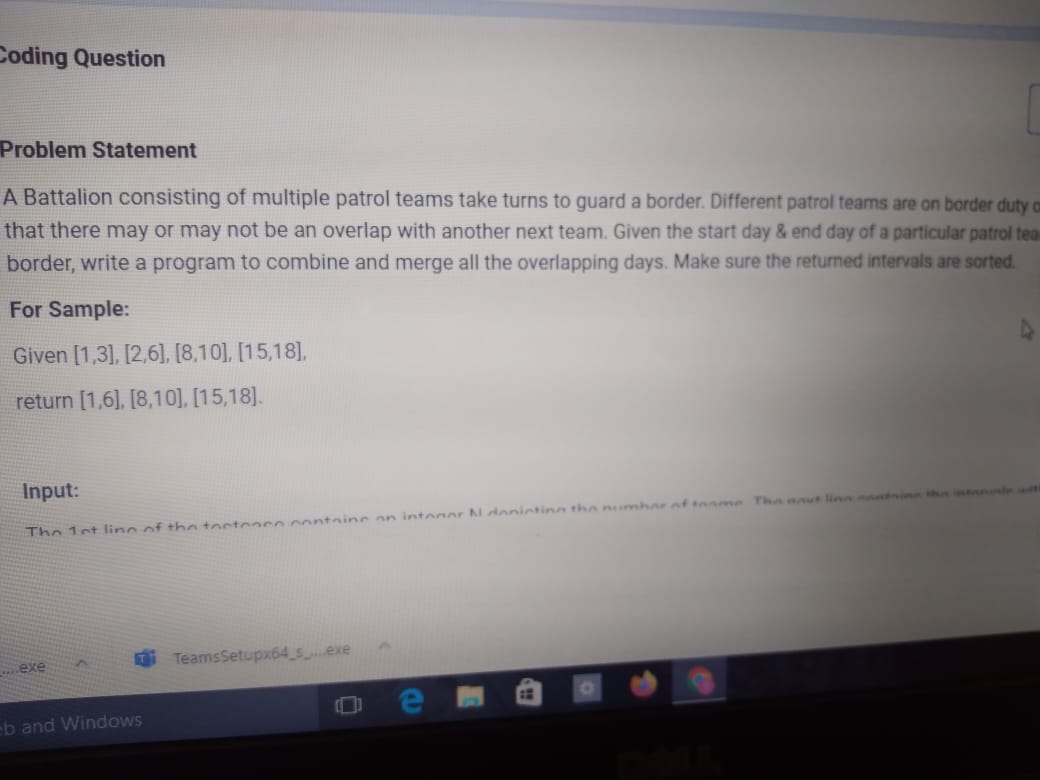 Coding Question
Problem Statement
A Battalion consisting of multiple patrol teams take turns to guard a border. Different patrol teams are on border duty
that there may or may not be an overlap with another next team. Given the start day & end day of a particular patrol
border, write a program to combine and merge all the overlapping days. Make sure the returned intervals are sorted.
For Sample:
Given [1,3], [2,6], [8,10], [15,18],
return [1,6], [8,10], [15,18].
Input:
The 1st line of the testcase contains an integer N depicting the number of teams. The next line contains the intervals
....exe
TeamsSetupx64_s_....exe
eb and Windows